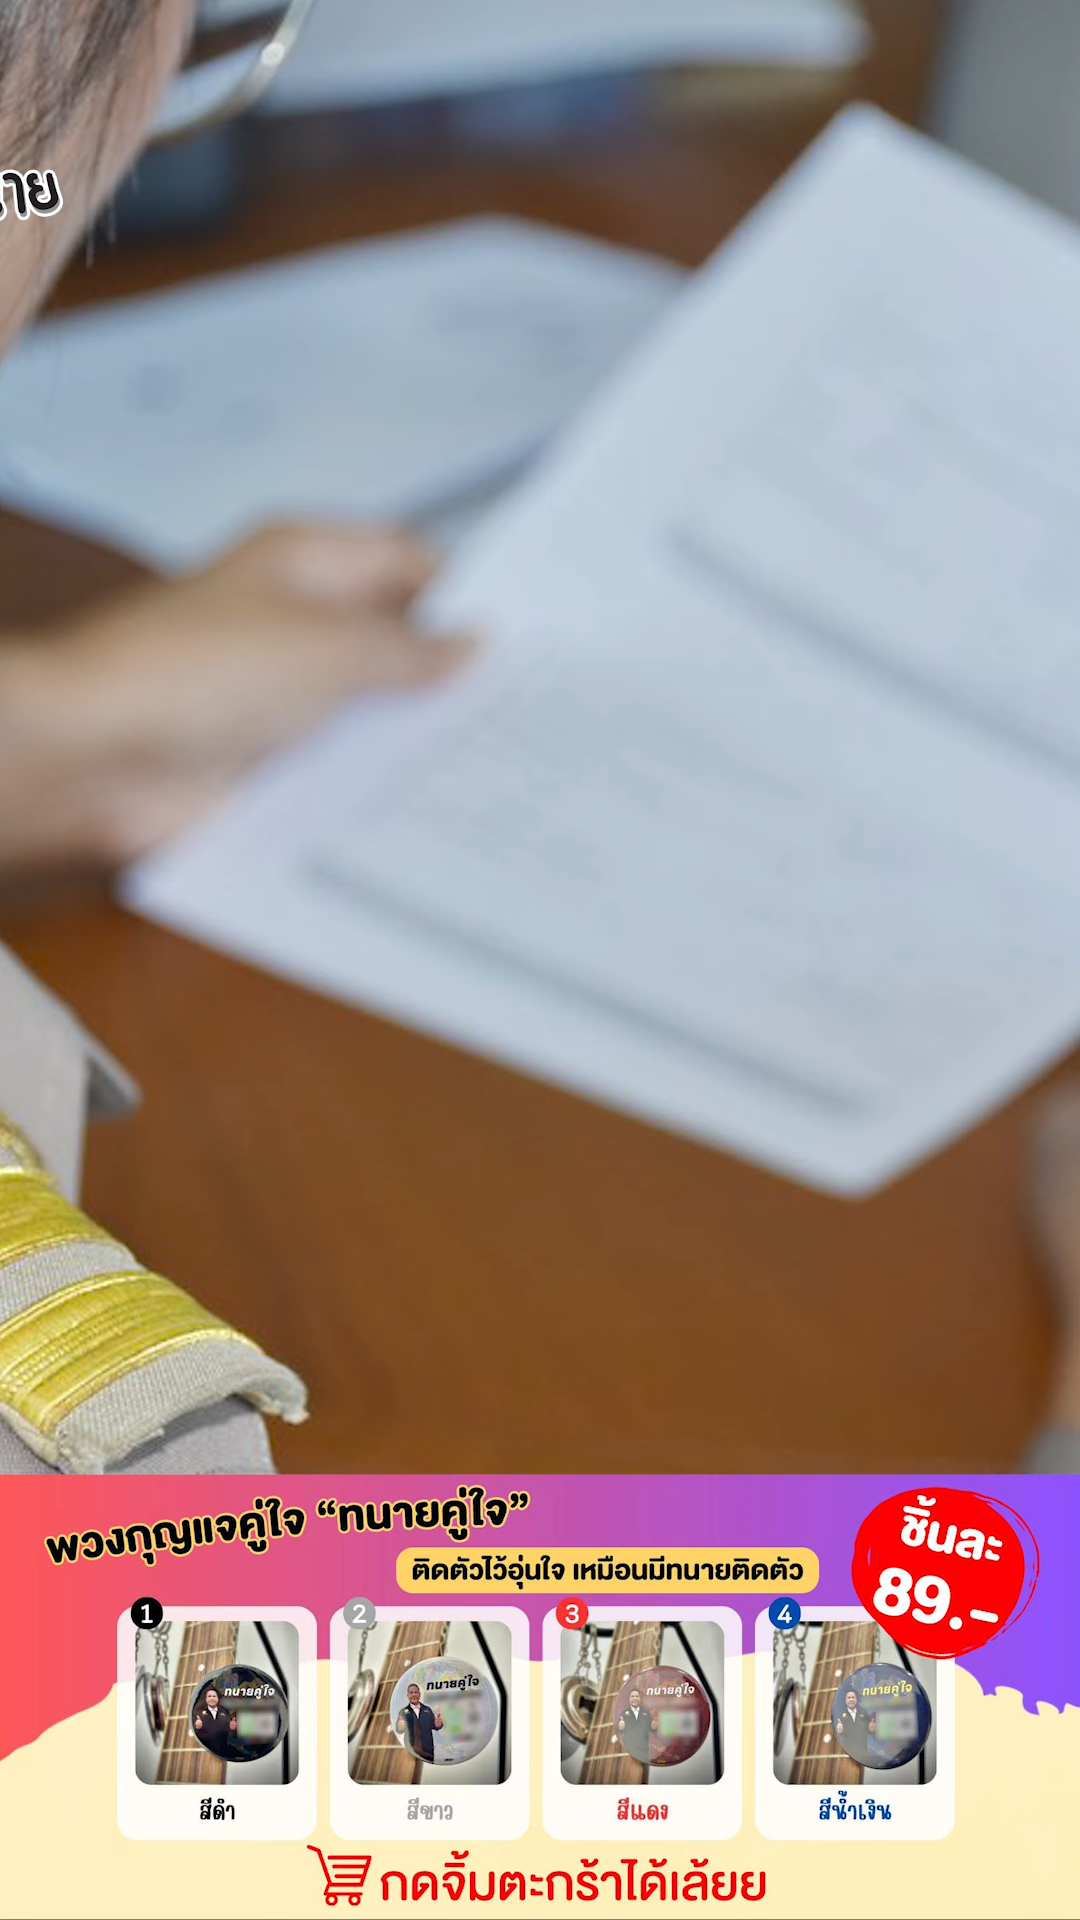 าย
พวงกุญแจคู่ใจ “ทนายคู่ใจ”
ติดตัวไว้อุ่นใจ เหมือนมีทนายติดตัว
ชิ้นละ
89.-
1
2
3
4
ทนายคู่ใจ
ทนายคู่ใจ
ทนายคู่ใจ
ทนายคู่ใจ
สีดำ
สีขาว
สีแดง
สีน้ำเงิน
กดจิ้มตะกร้าได้เล้ยย